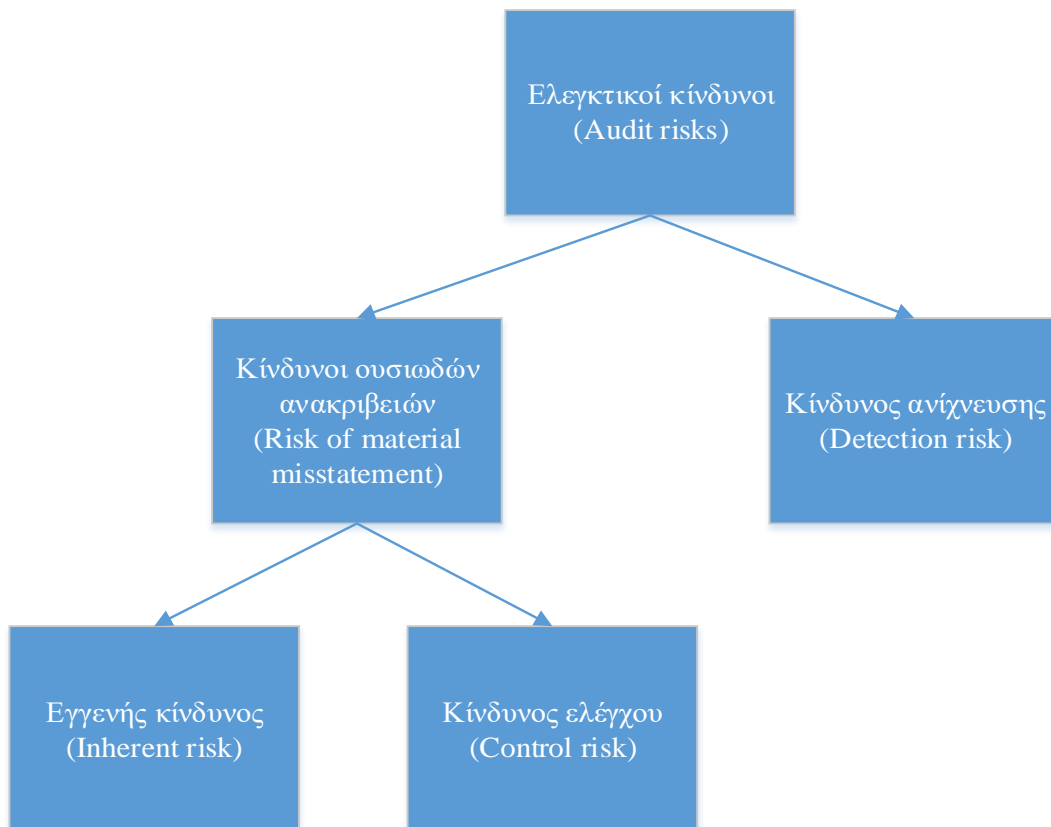 Ελεγκτικοί κίνδυνοι
(Audit risks)
Κίνδυνοι ουσιωδών
ανακριβειών
(Risk of material
misstatement)
Κίνδυνος ανίχνευσης
(Detection risk)
Εγγενής κίνδυνος
(Inherent risk)
Κίνδυνος ελέγχου
(Control risk)